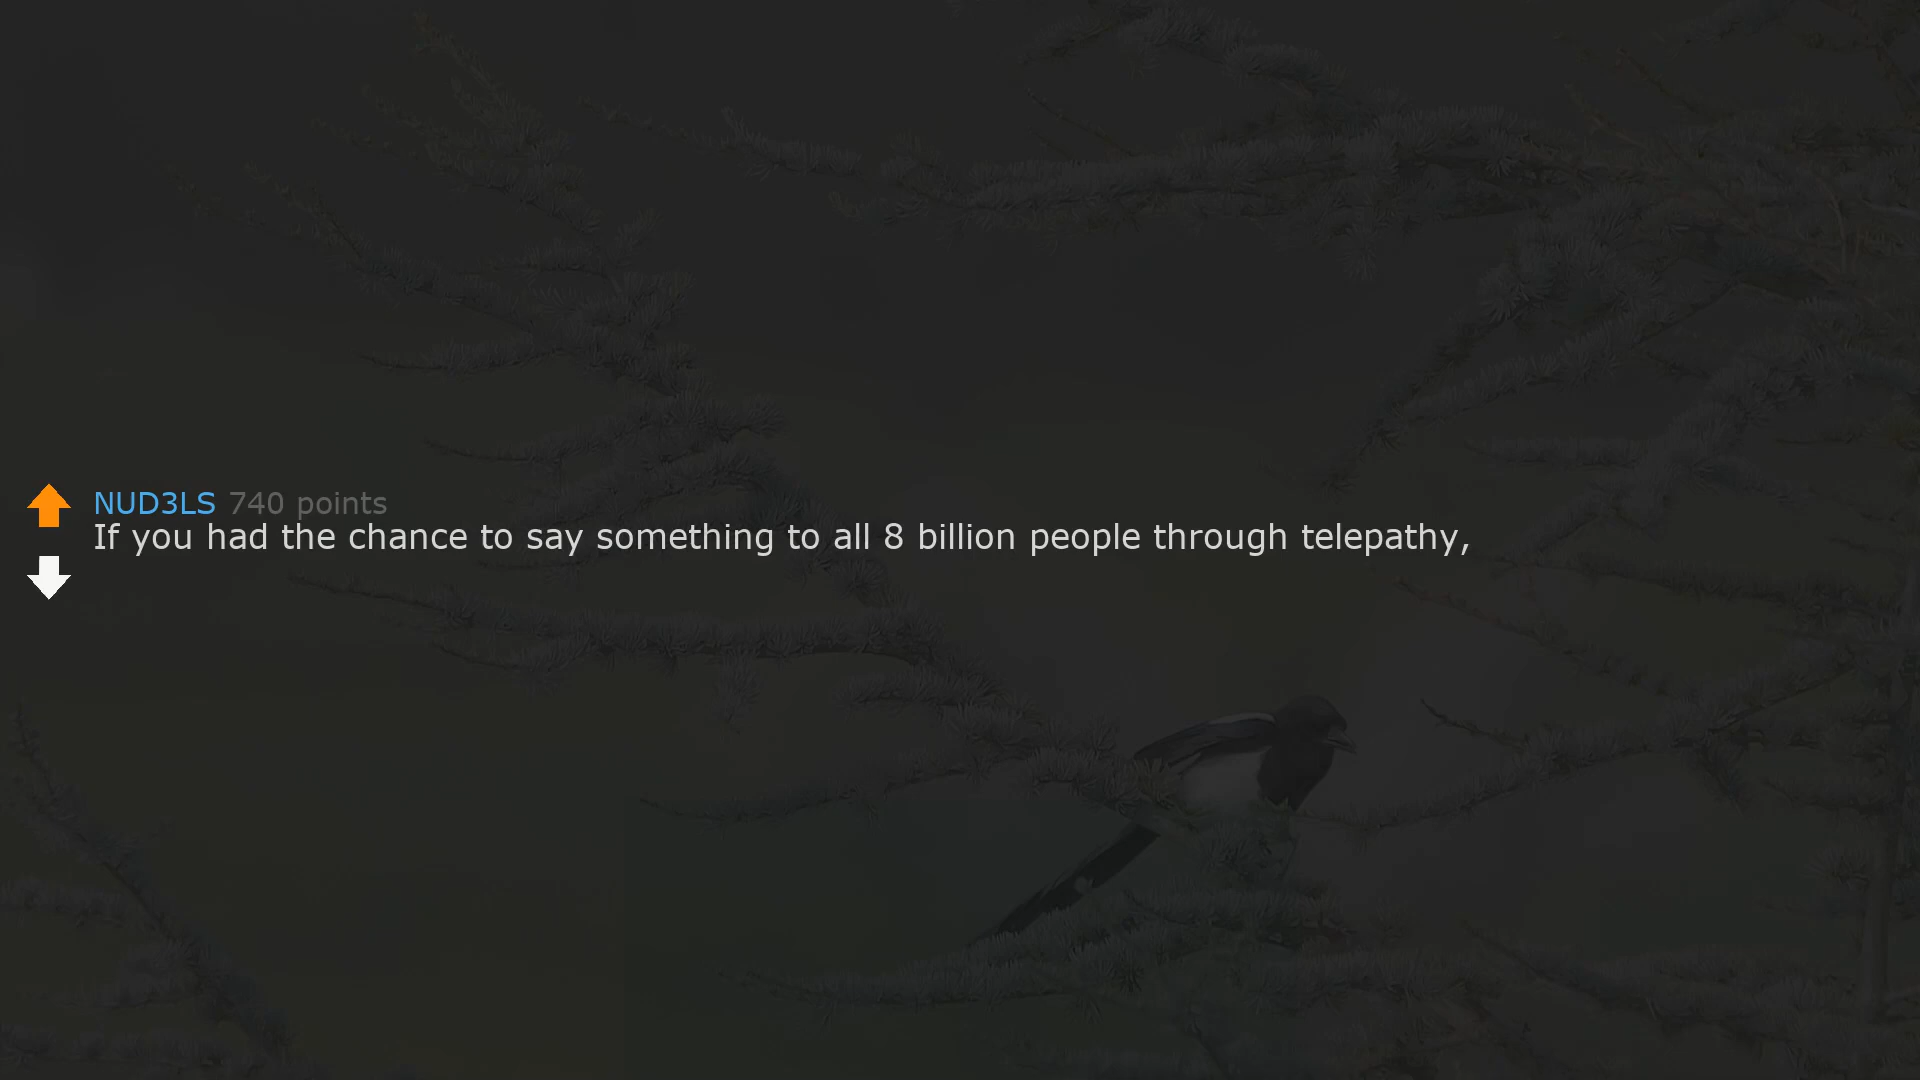 NUD3LS 740 points
If you had the chance to say something to all 8 billion people through telepathy,